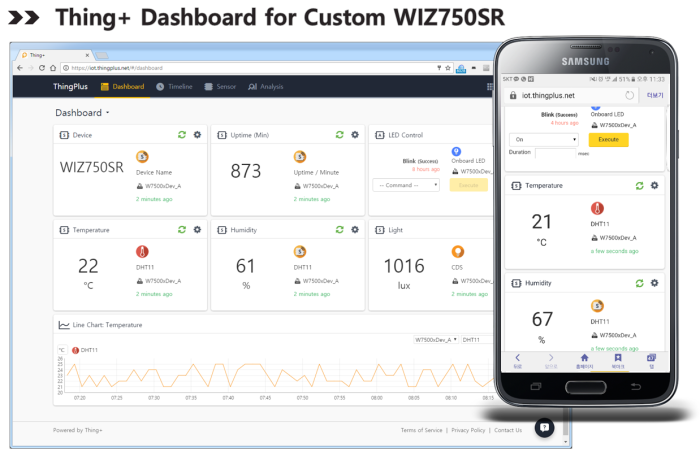 Thing+ Dashboard for Custom WIZ750SR
Thing+
https://iot.thingplus.net/#/dashboard
ThingPlus Dashboard Timeline Sensor Analysis
Dashboard
Device
WIZ750SR
Device Name
W7500xDev_A
2 minutes ago
Uptime (Min)
873
Uptime / Minute
W7500xDev_A
2 minutes ago
LED Control
Blink (Success)
8 hours ago
Onboard LED
W7500xDev_
-- Command --
Execute
Temperature
22
°C
DHT11
W7500xDev_A
2 minutes ago
Humidity
61
%
DHT11
W7500xDev_A
2 minutes ago
Light
1016
lux
CDS
W7500xDev_A
2 minutes ago
Line Chart: Temperature
W7500xDev_A DHT11
°C DHT11
26
25
24
23
22
21
20
07:20 07:25 07:30 07:35 07:40 07:45 07:50 07:55 08:00 08:05 08:10 08:15
Powered by Thing+
Terms of Service | Privacy Policy | Contact Us
SAMSUNG
SKT 51% 오후 11:33
iot.thingplus.net 더보기
Blink (Success)
4 hours ago
Onboard LED
W7500xDev_A
On
Execute
Duration msec
Temperature
21
°C
DHT11
W7500xDev_A
a few seconds ago
Humidity
67
%
DHT11
W7500xDev_A
a few seconds ago
뒤로 홈페이지 북마크 탭